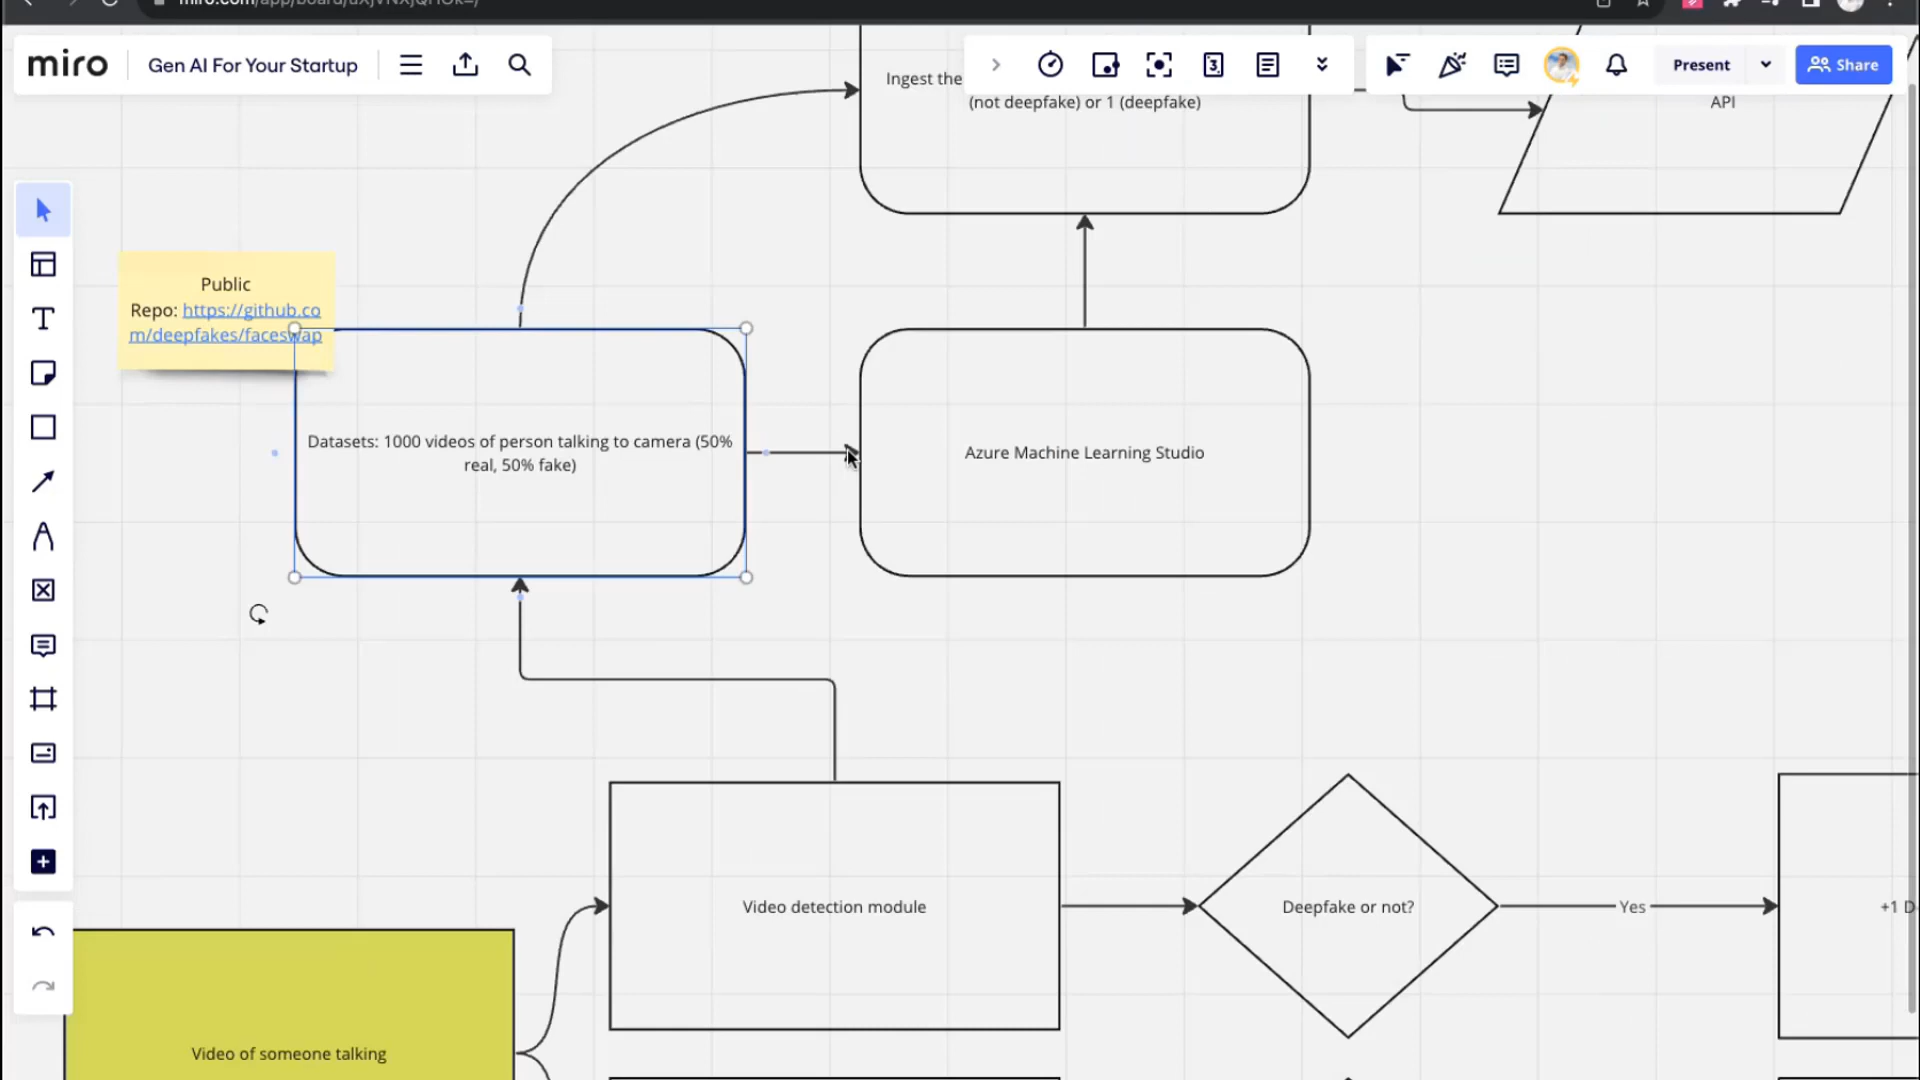 miro
Gen AI For Your Startup
3
Present
Share
Ingest the
(not deepfake) or 1 (deepfake)
API
Public
Repo: https://github.co
m/deepfakes/faceswap
Datasets: 1000 videos of person talking to camera (50%
real, 50% fake)
Azure Machine Learning Studio
Video detection module
Deepfake or not?
Yes
+1 D
Video of someone talking